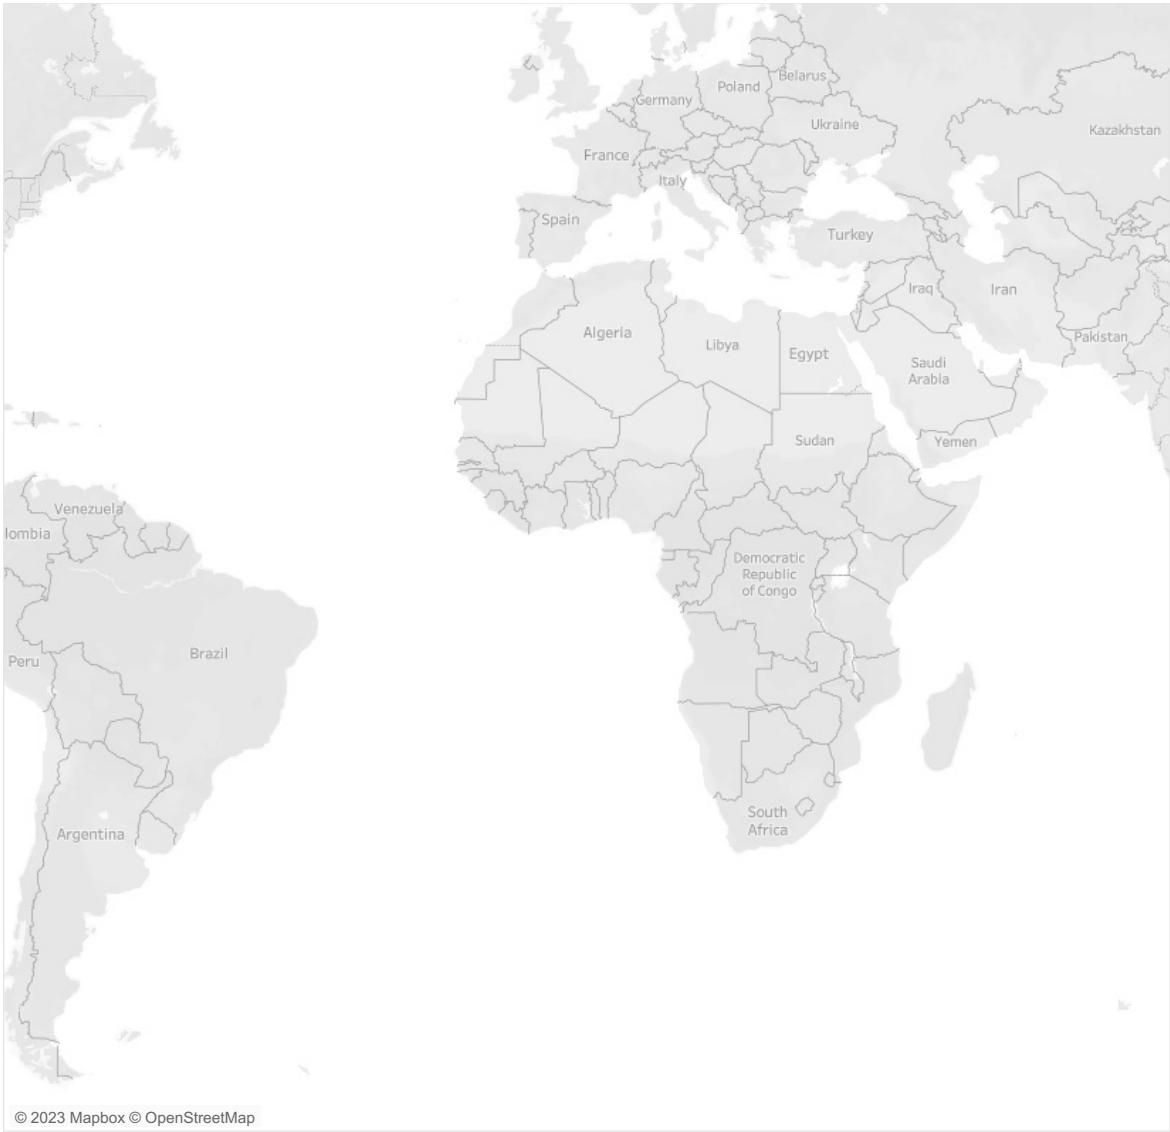 Belarus
Poland
Germany
Ukraine
Kazakhstan
France
Italy
Spain
Turkey
Iraq
Iran
Algeria
Libya
Egypt
Pakistan
Saudi
Arabia
Sudan
Yemen
Venezuela
lombia
Democratic
Republic
of Congo
Brazil
Peru
South
Africa
Argentina
© 2023 Mapbox © OpenStreetMap